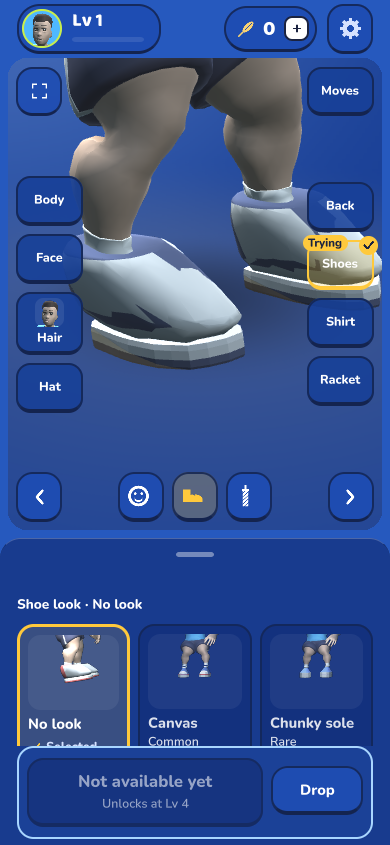 Lv 1
0
+
Moves
Body
Back
Face
Trying
Shoes
Hair
Shirt
Hat
Racket
Shoe look · No look
No look
✓ Selected
Canvas
Common
Chunky sole
Rare
Not available yet
Unlocks at Lv 4
Drop